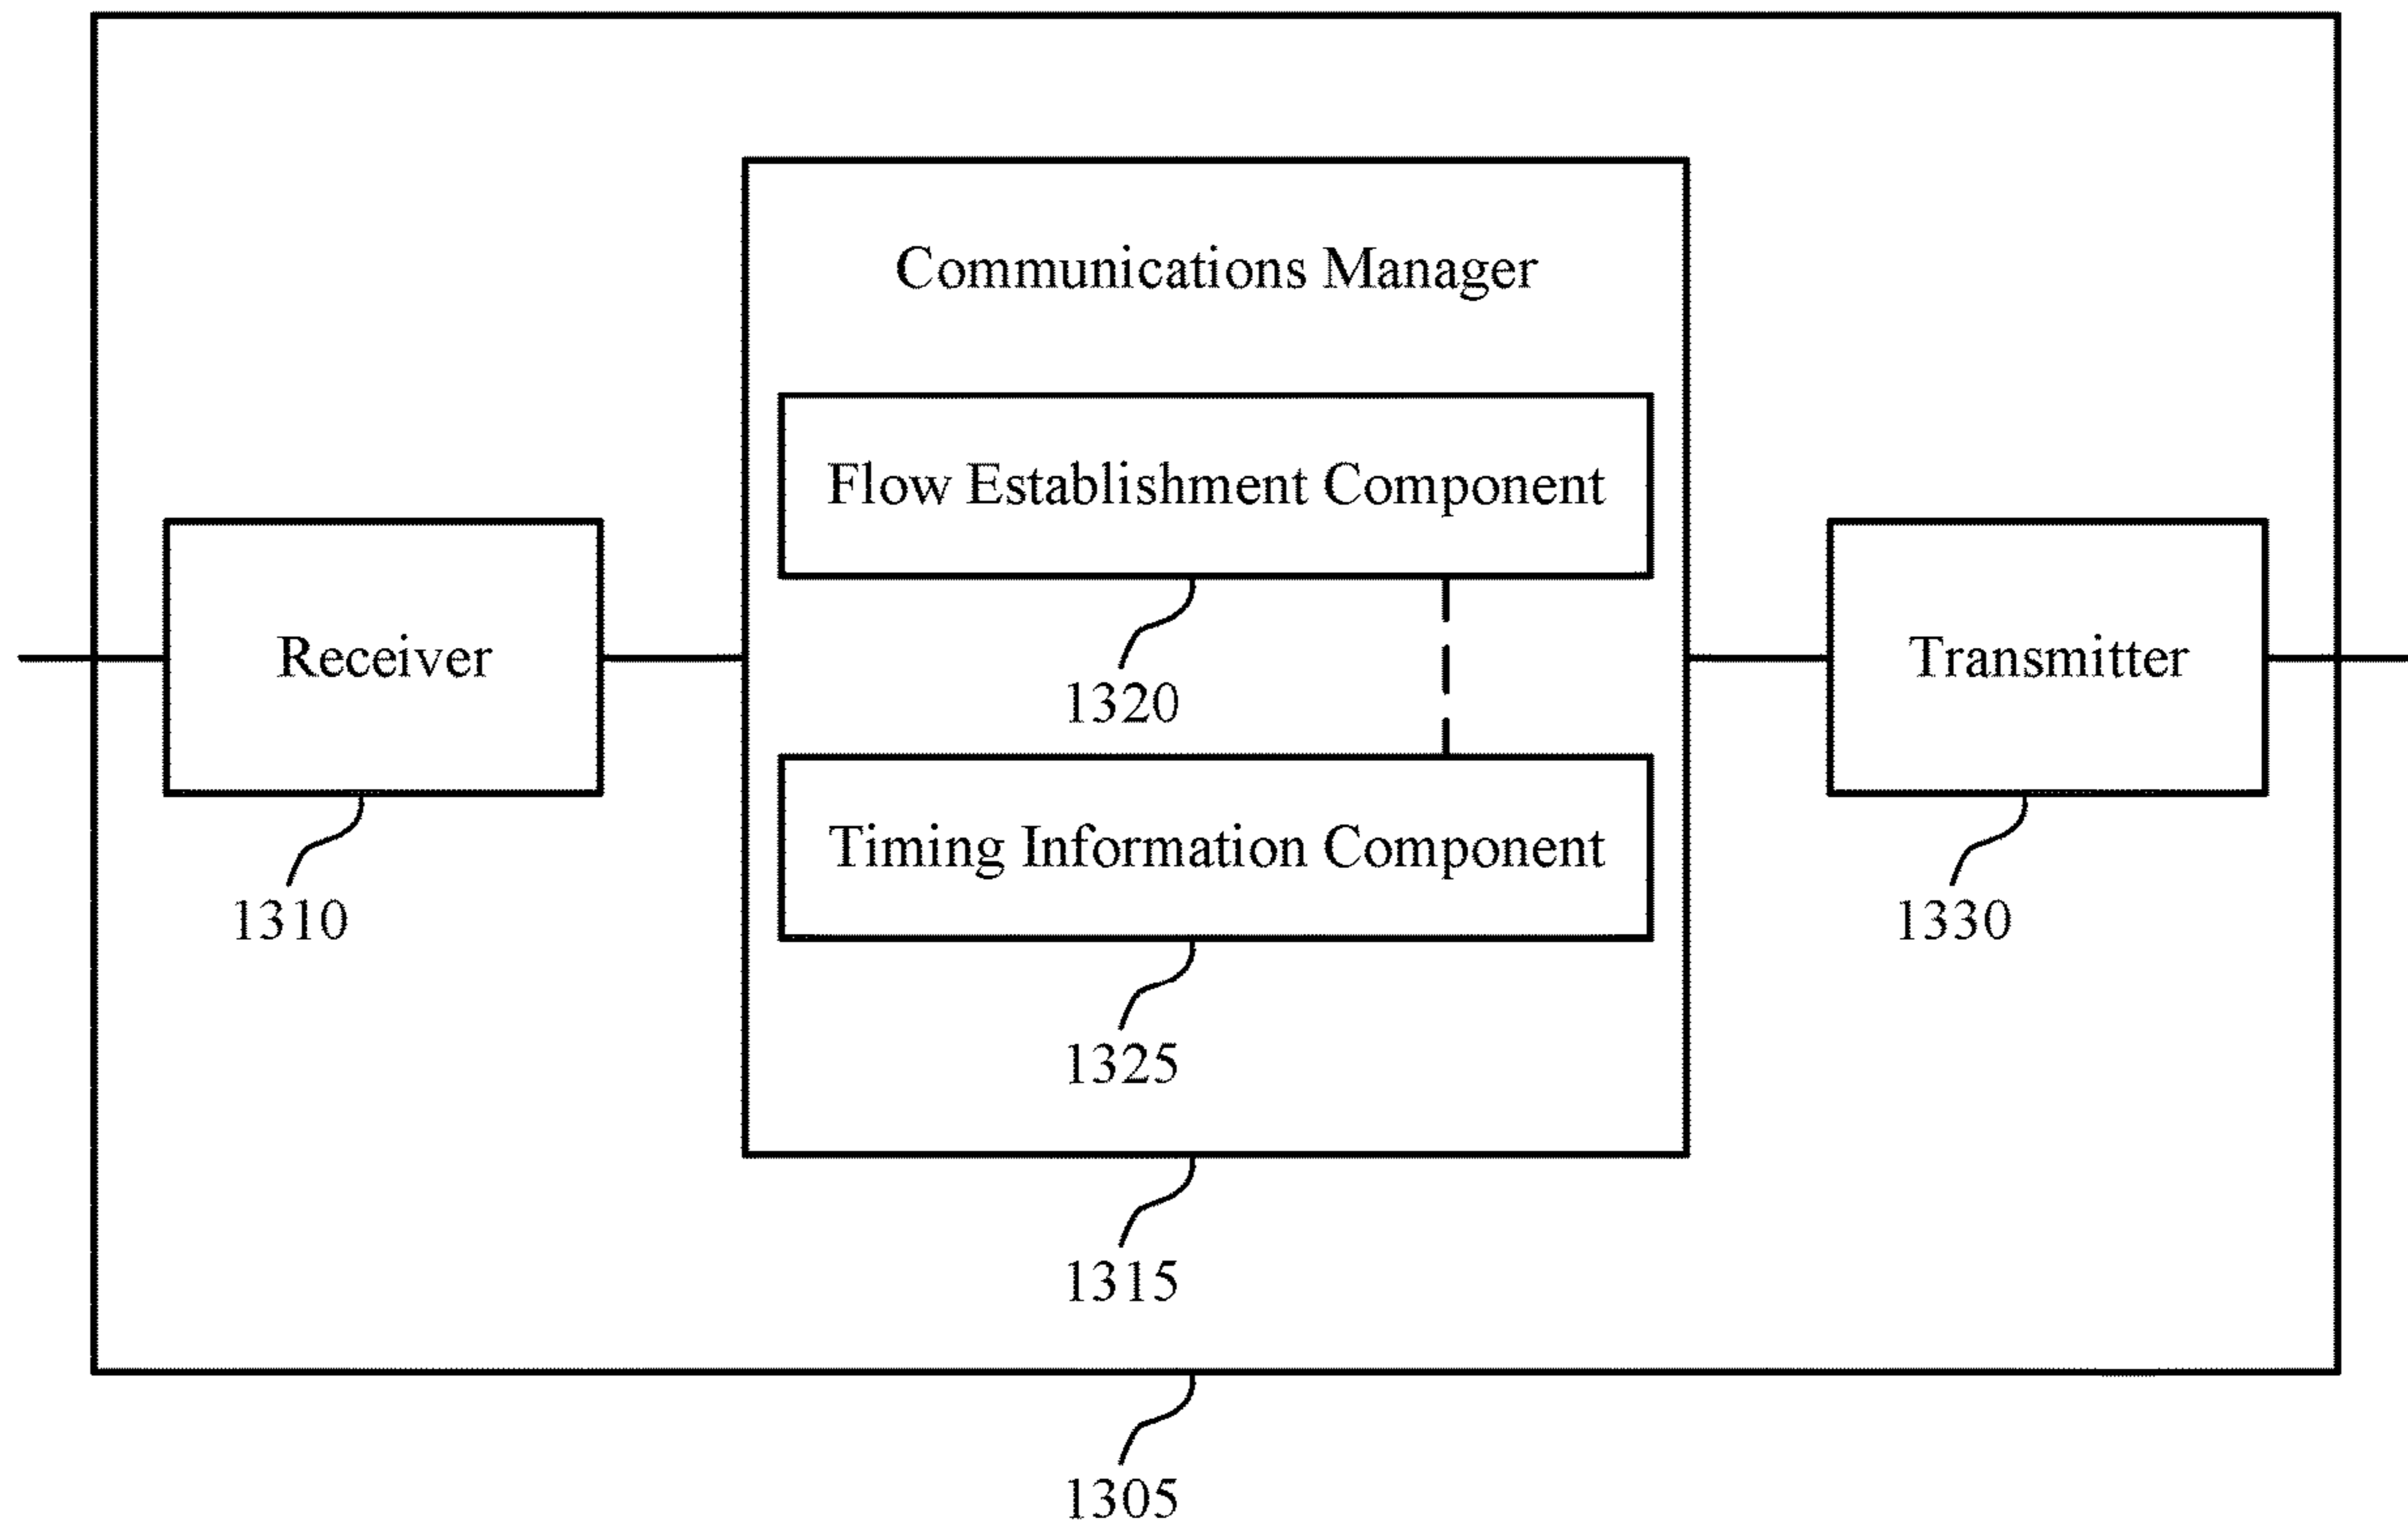 Communications Manager
Flow Establishment Component
1320
Receiver
1310
Timing Information Component
1325
Transmitter
1330
1315
1305